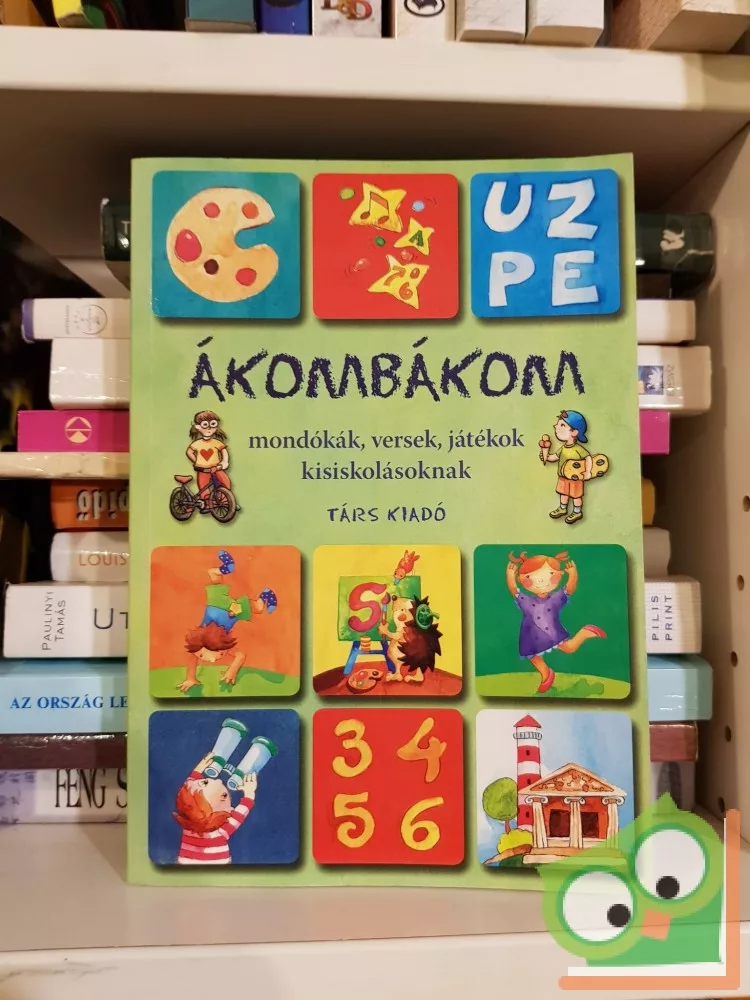 UZ
PE
ÁKOMBÁKOM
mondókák, versek, játékok
kisiskolásoknak
TÁRS KIADÓ
5
3 4
5 6
LOUIS
PAULINYI
TAMÁS
UT
PILIS
PRINT
AZ ORSZÁG LE
FENG S